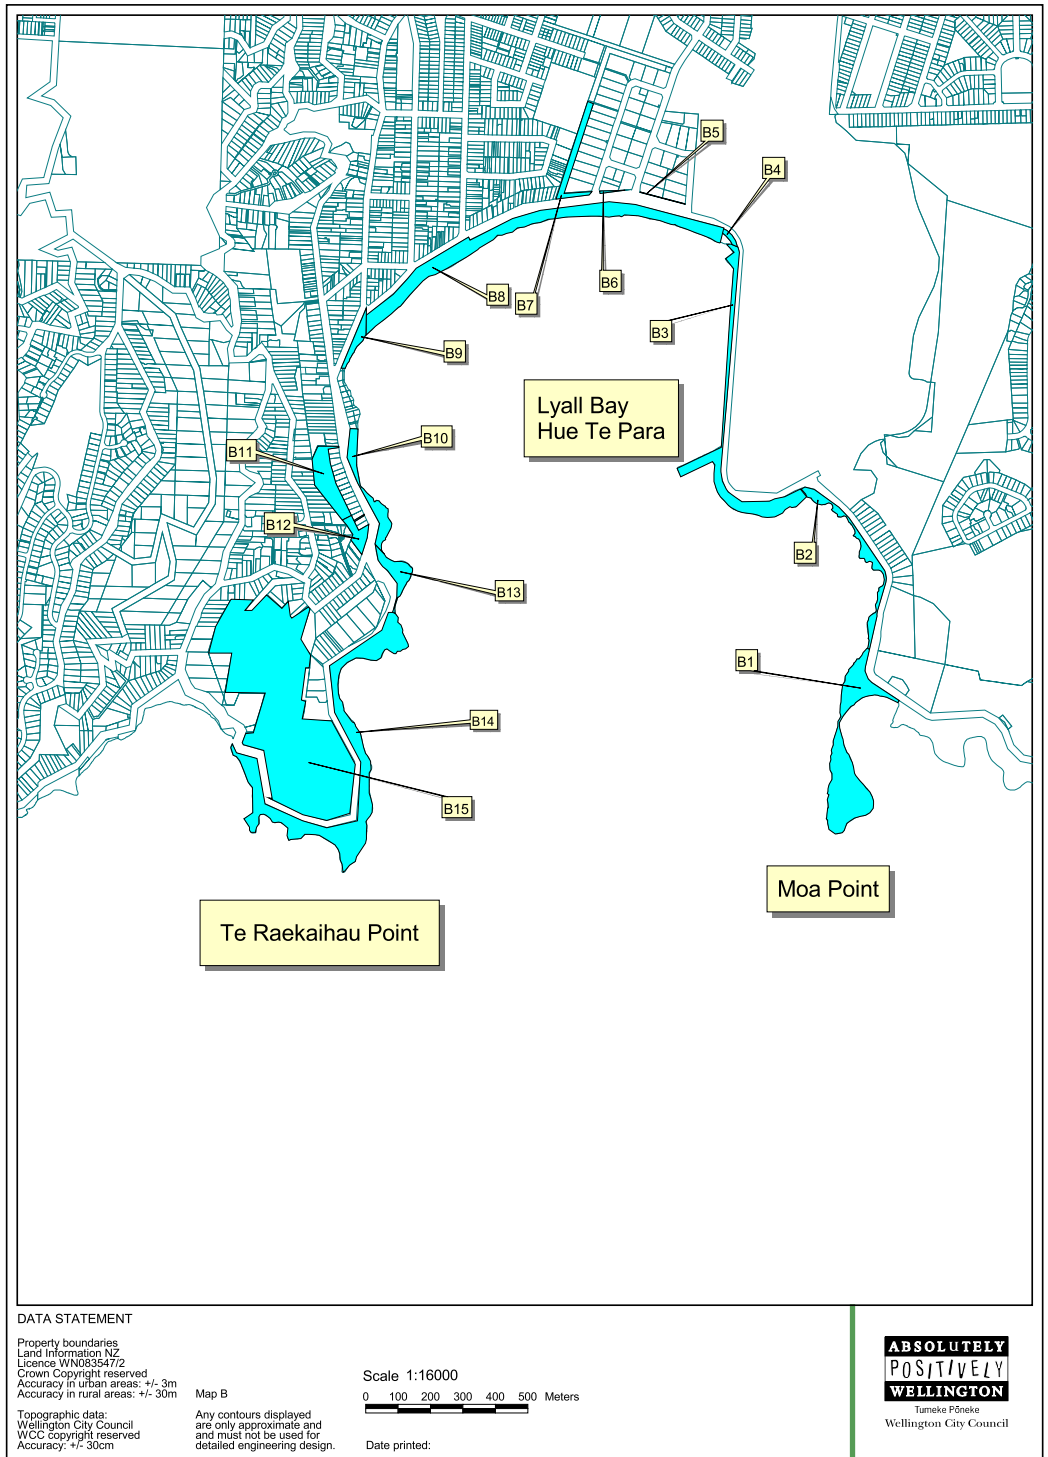 B5
B4
B6
B8
B7
B3
B9
Lyall Bay
Hue Te Para
B10
B11
B12
B2
B13
B1
B14
B15
Moa Point
Te Raekaihau Point
DATA STATEMENT
Property boundaries
Land Information NZ
Licence WN083547/2
Crown Copyright reserved
Accuracy in urban areas: +/- 3m
Accuracy in rural areas: +/- 30m
Topographic data:
Wellington City Council
WCC copyright reserved
Accuracy: +/- 30cm
Map B
Any contours displayed
are only approximate and
and must not be used for
detailed engineering design.
Scale 1:16000
0 100 200 300 400 500 Meters
Date printed:
ABSOLUTELY
POSITIVELY
WELLINGTON
Tumeke Pōneke
Wellington City Council